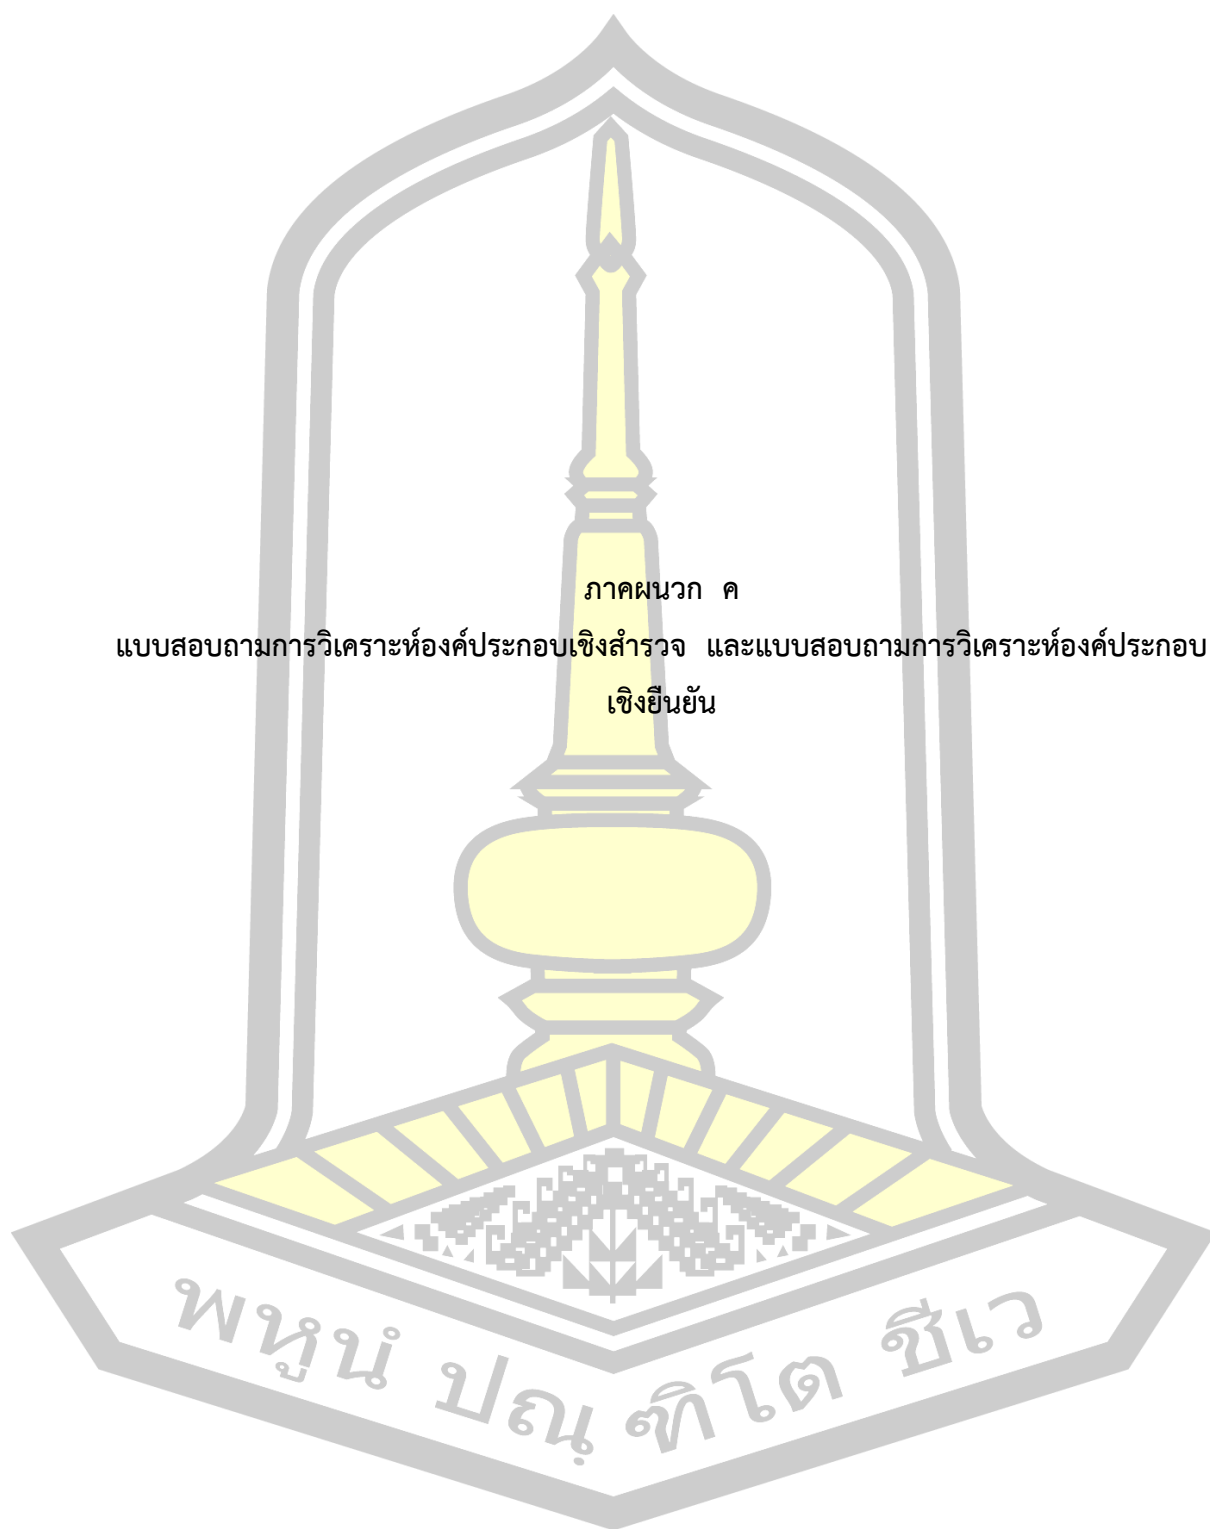 ภาคผนวก ค
แบบสอบถามการวิเคราะห์องค์ประกอบเชิงสำรวจ และแบบสอบถามการวิเคราะห์องค์ประกอบ
เชิงยืนยัน
พหูนํ ปณฺฑิโต ชีเว